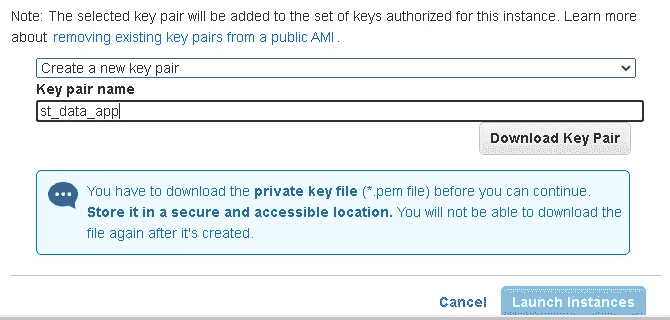 Note: The selected key pair will be added to the set of keys authorized for this instance. Learn more
about removing existing key pairs from a public AMI.
Create a new key pair
Key pair name
st_data_app
Download Key Pair
You have to download the private key file (*.pem file) before you can continue.
Store it in a secure and accessible location. You will not be able to download the
file again after it's created.
Cancel Launch Instances